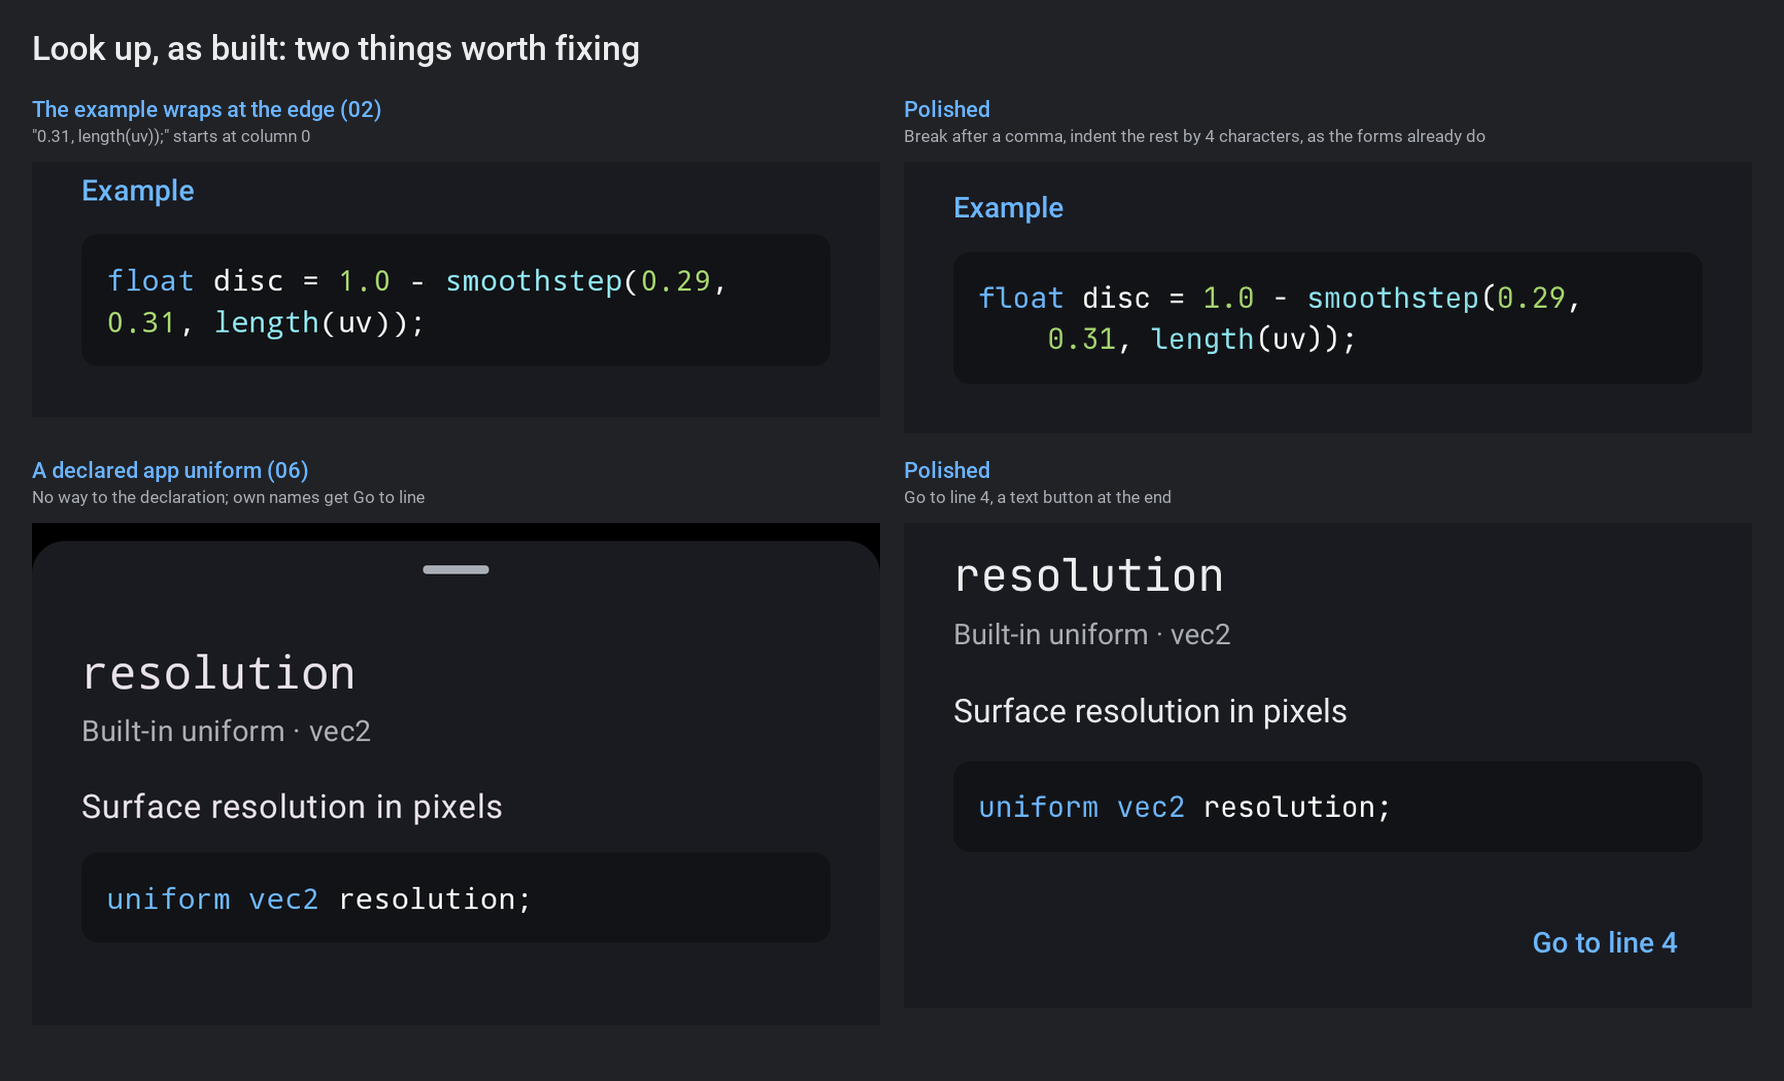 Look up, as built: two things worth fixing
The example wraps at the edge (02)
"0.31, length(uv));" starts at column 0
Example
float disc = 1.0 - smoothstep(0.29,
0.31, length(uv));
Polished
Break after a comma, indent the rest by 4 characters, as the forms already do
Example
float disc = 1.0 - smoothstep(0.29,
    0.31, length(uv));
A declared app uniform (06)
No way to the declaration; own names get Go to line
resolution
Built-in uniform · vec2
Surface resolution in pixels
uniform vec2 resolution;
Polished
Go to line 4, a text button at the end
resolution
Built-in uniform · vec2
Surface resolution in pixels
uniform vec2 resolution;
Go to line 4